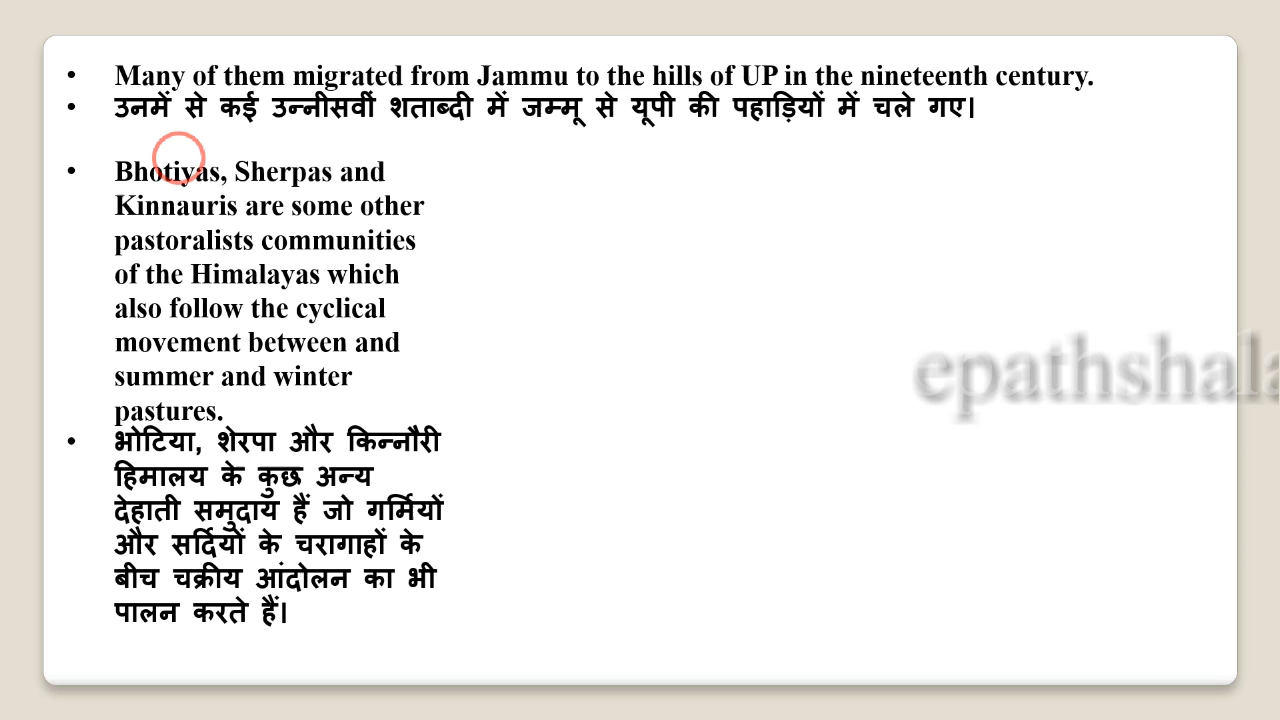 • Many of them migrated from Jammu to the hills of UP in the nineteenth century.
• उनमें से कई उन्नीसवीं शताब्दी में जम्मू से यूपी की पहाड़ियों में चले गए।
• Bhotiyas, Sherpas and
Kinnauris are some other
pastoralists communities
of the Himalayas which
also follow the cyclical
movement between and
summer and winter
pastures.
• भोटिया, शेरपा और किन्नौरी
हिमालय के कुछ अन्य
देहाती समुदाय हैं जो गर्मियों
और सर्दियों के चरागाहों के
बीच चक्रीय आंदोलन का भी
पालन करते हैं।
epathshala